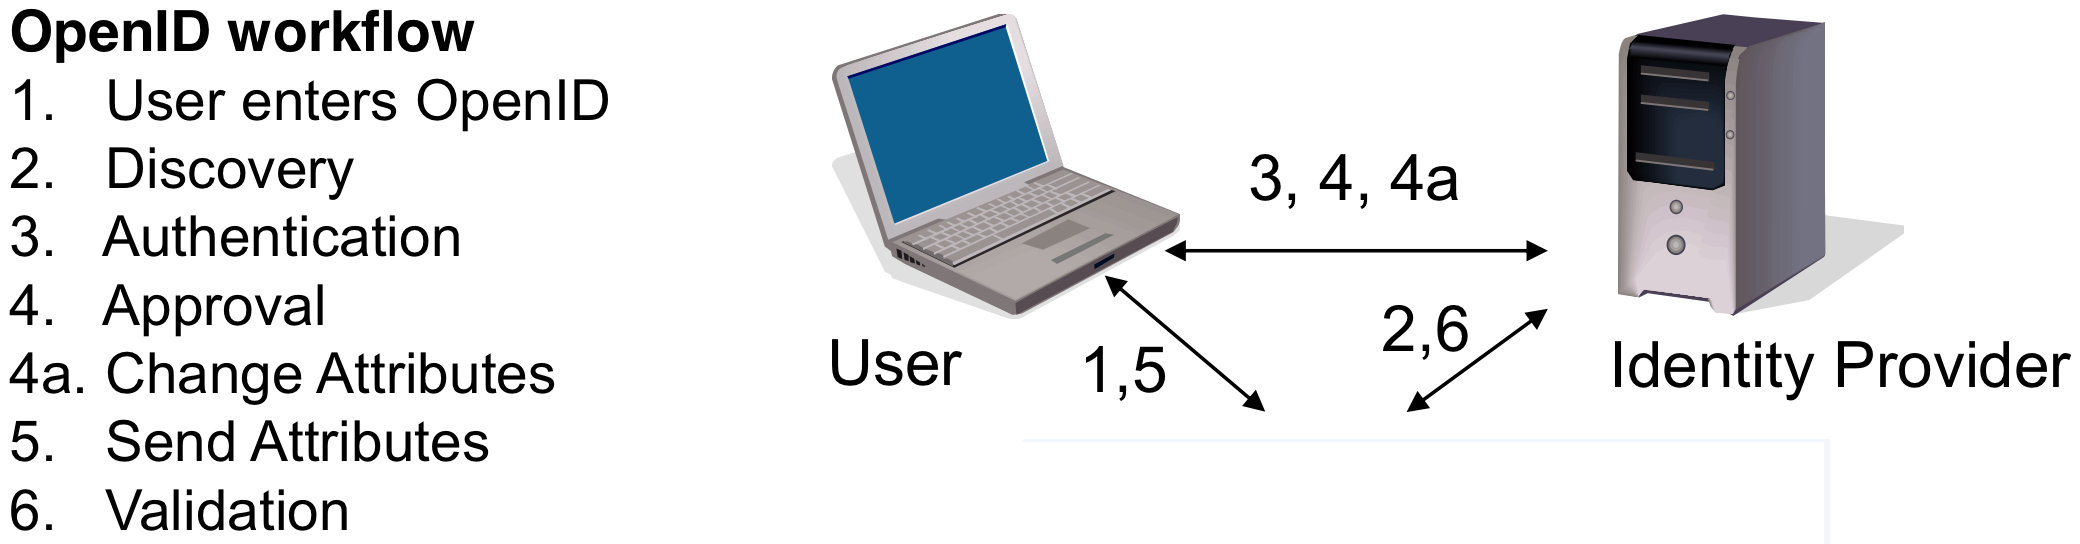 OpenID workflow
1. User enters OpenID
2. Discovery
3. Authentication
4. Approval
4a. Change Attributes
5. Send Attributes
6. Validation
3, 4, 4a
2,6
1,5
User
Identity Provider